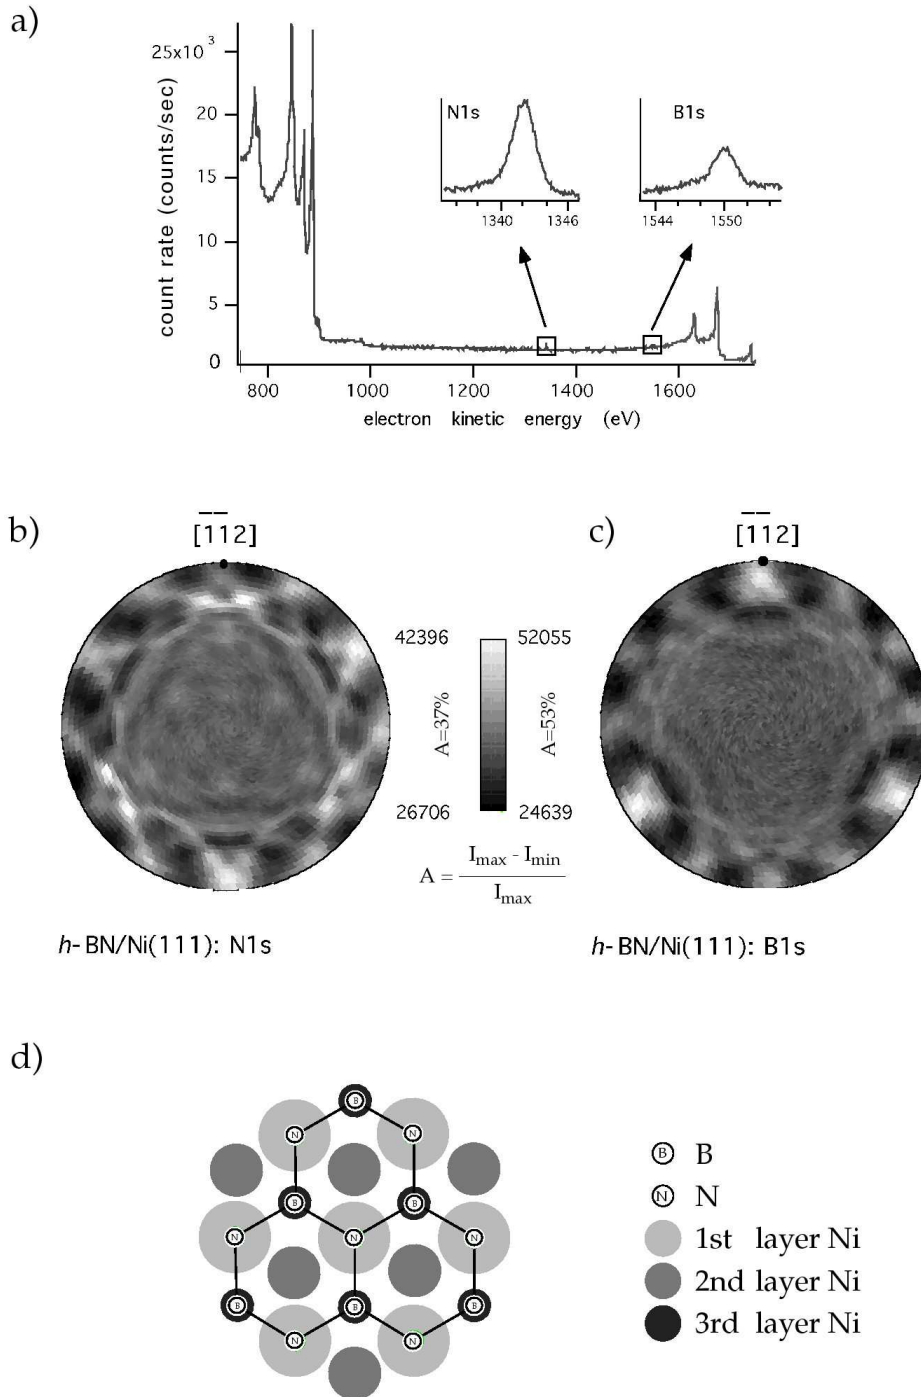 a)
25x10³
20
15
10
5
0
count rate (counts/sec)
N1s
1340
1346
B1s
1544
1550
800
1000
1200
1400
1600
electron kinetic energy (eV)
b)
[1̅1̅2]
c)
[1̅1̅2]
42396
52055
A=37%
A=53%
26706
24639
A = (I_max - I_min) / I_max
h-BN/Ni(111): N1s
h-BN/Ni(111): B1s
d)
B
N
N
B
B
N
N
N
B
B
B
N
N
B B
N N
1st layer Ni
2nd layer Ni
3rd layer Ni